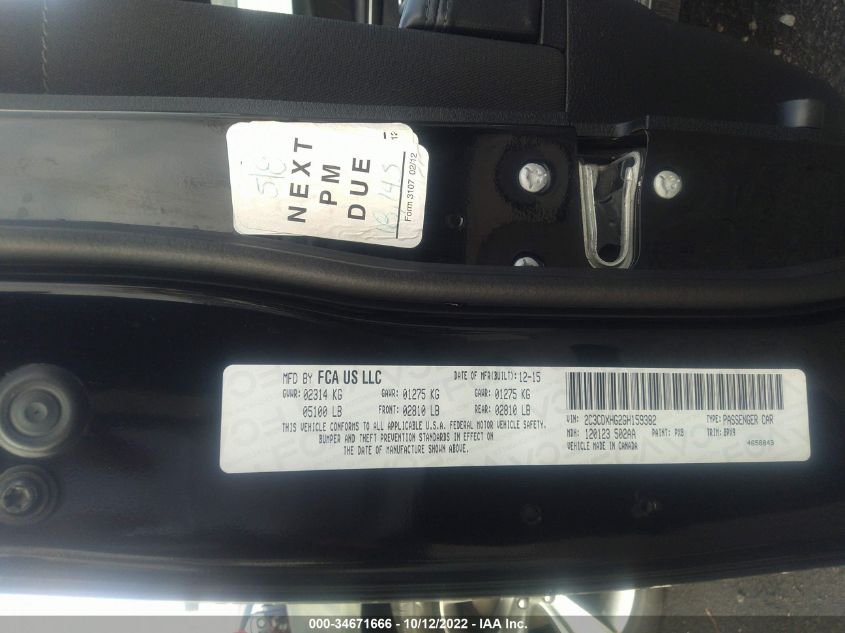 518
NEXT
PM
DUE
Form 3107 02/12
MFD BY FCA US LLC
DATE OF MFR(BUILT): 12-15
GVWR: 02314 KG
GAWR: 01275 KG
GAWR: 01275 KG
05100 LB
FRONT: 02810 LB
REAR: 02810 LB
THIS VEHICLE CONFORMS TO ALL APPLICABLE U.S.A. FEDERAL MOTOR VEHICLE SAFETY,
BUMPER AND THEFT PREVENTION STANDARDS IN EFFECT ON
THE DATE OF MANUFACTURE SHOWN ABOVE.
VIN: 2C3CDXHG2GH159382
TYPE: PASSENGER CAR
MDH: 120123 502AA
PAINT: PX8
TRIM: BPX9
VEHICLE MADE IN CANADA
4658843
000-34671666 - 10/12/2022 - IAA Inc.